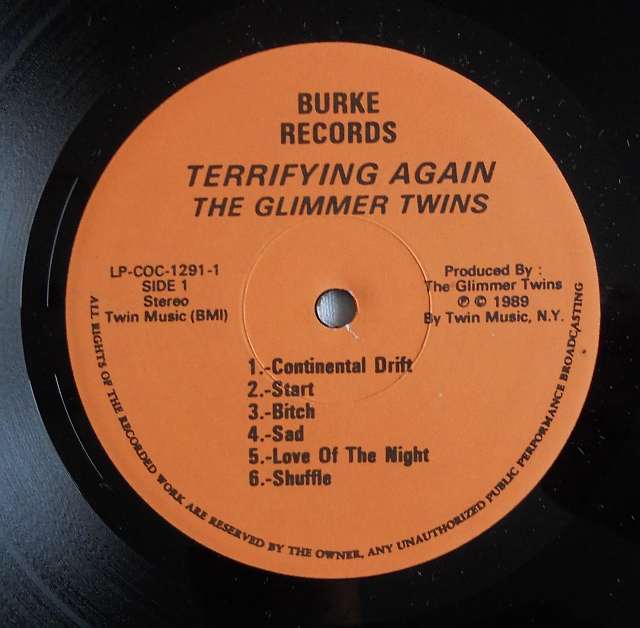 BURKE
RECORDS
TERRIFYING AGAIN
THE GLIMMER TWINS
LP-COC-1291-1
SIDE 1
Stereo
Twin Music (BMI)
Produced By :
The Glimmer Twins
℗ © 1989
By Twin Music, N.Y.
1.-Continental Drift
2.-Start
3.-Bitch
4.-Sad
5.-Love Of The Night
6.-Shuffle
ALL RIGHTS OF THE RECORDED WORK ARE RESERVED BY THE OWNER, ANY UNAUTHORIZED PUBLIC PERFORMANCE BROADCASTING